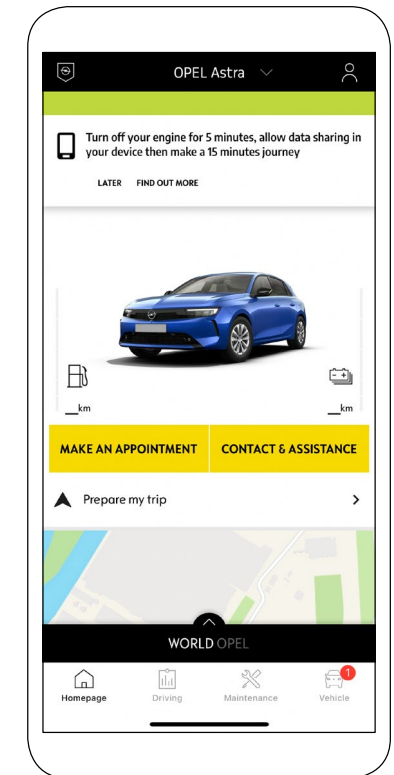 OPEL Astra
Turn off your engine for 5 minutes, allow data sharing in
your device then make a 15 minutes journey
LATER FIND OUT MORE
__km
__km
MAKE AN APPOINTMENT
CONTACT & ASSISTANCE
Prepare my trip
WORLD OPEL
1
Homepage
Driving
Maintenance
Vehicle